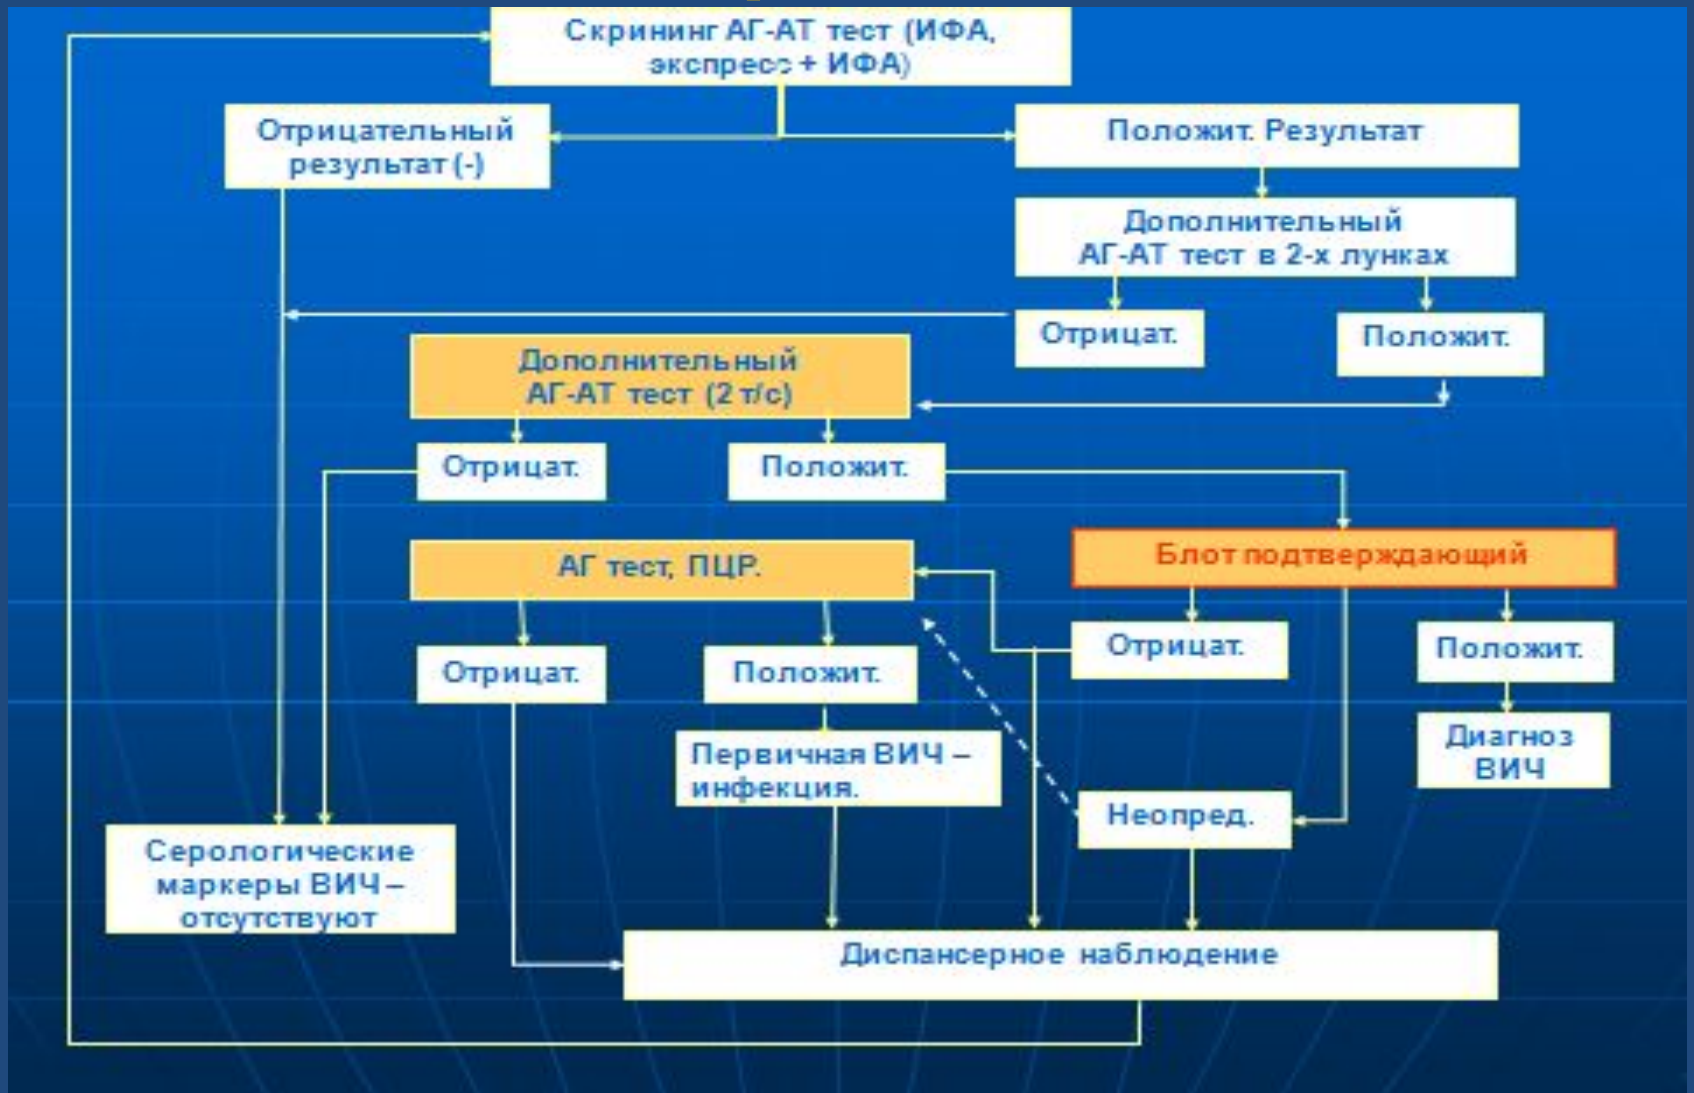 Скрининг АГ-АТ тест (ИФА,
экспресс + ИФА)
Отрицательный
результат (-)
Положит. Результат
Дополнительный
АГ-АТ тест в 2-х лунках
Отрицат.
Положит.
Дополнительный
АГ-АТ тест (2 т/с)
Отрицат.
Положит.
АГ тест, ПЦР.
Блот подтверждающий
Отрицат.
Положит.
Отрицат.
Положит.
Первичная ВИЧ –
инфекция.
Диагноз
ВИЧ
Неопред.
Серологические
маркеры ВИЧ –
отсутствуют
Диспансерное наблюдение